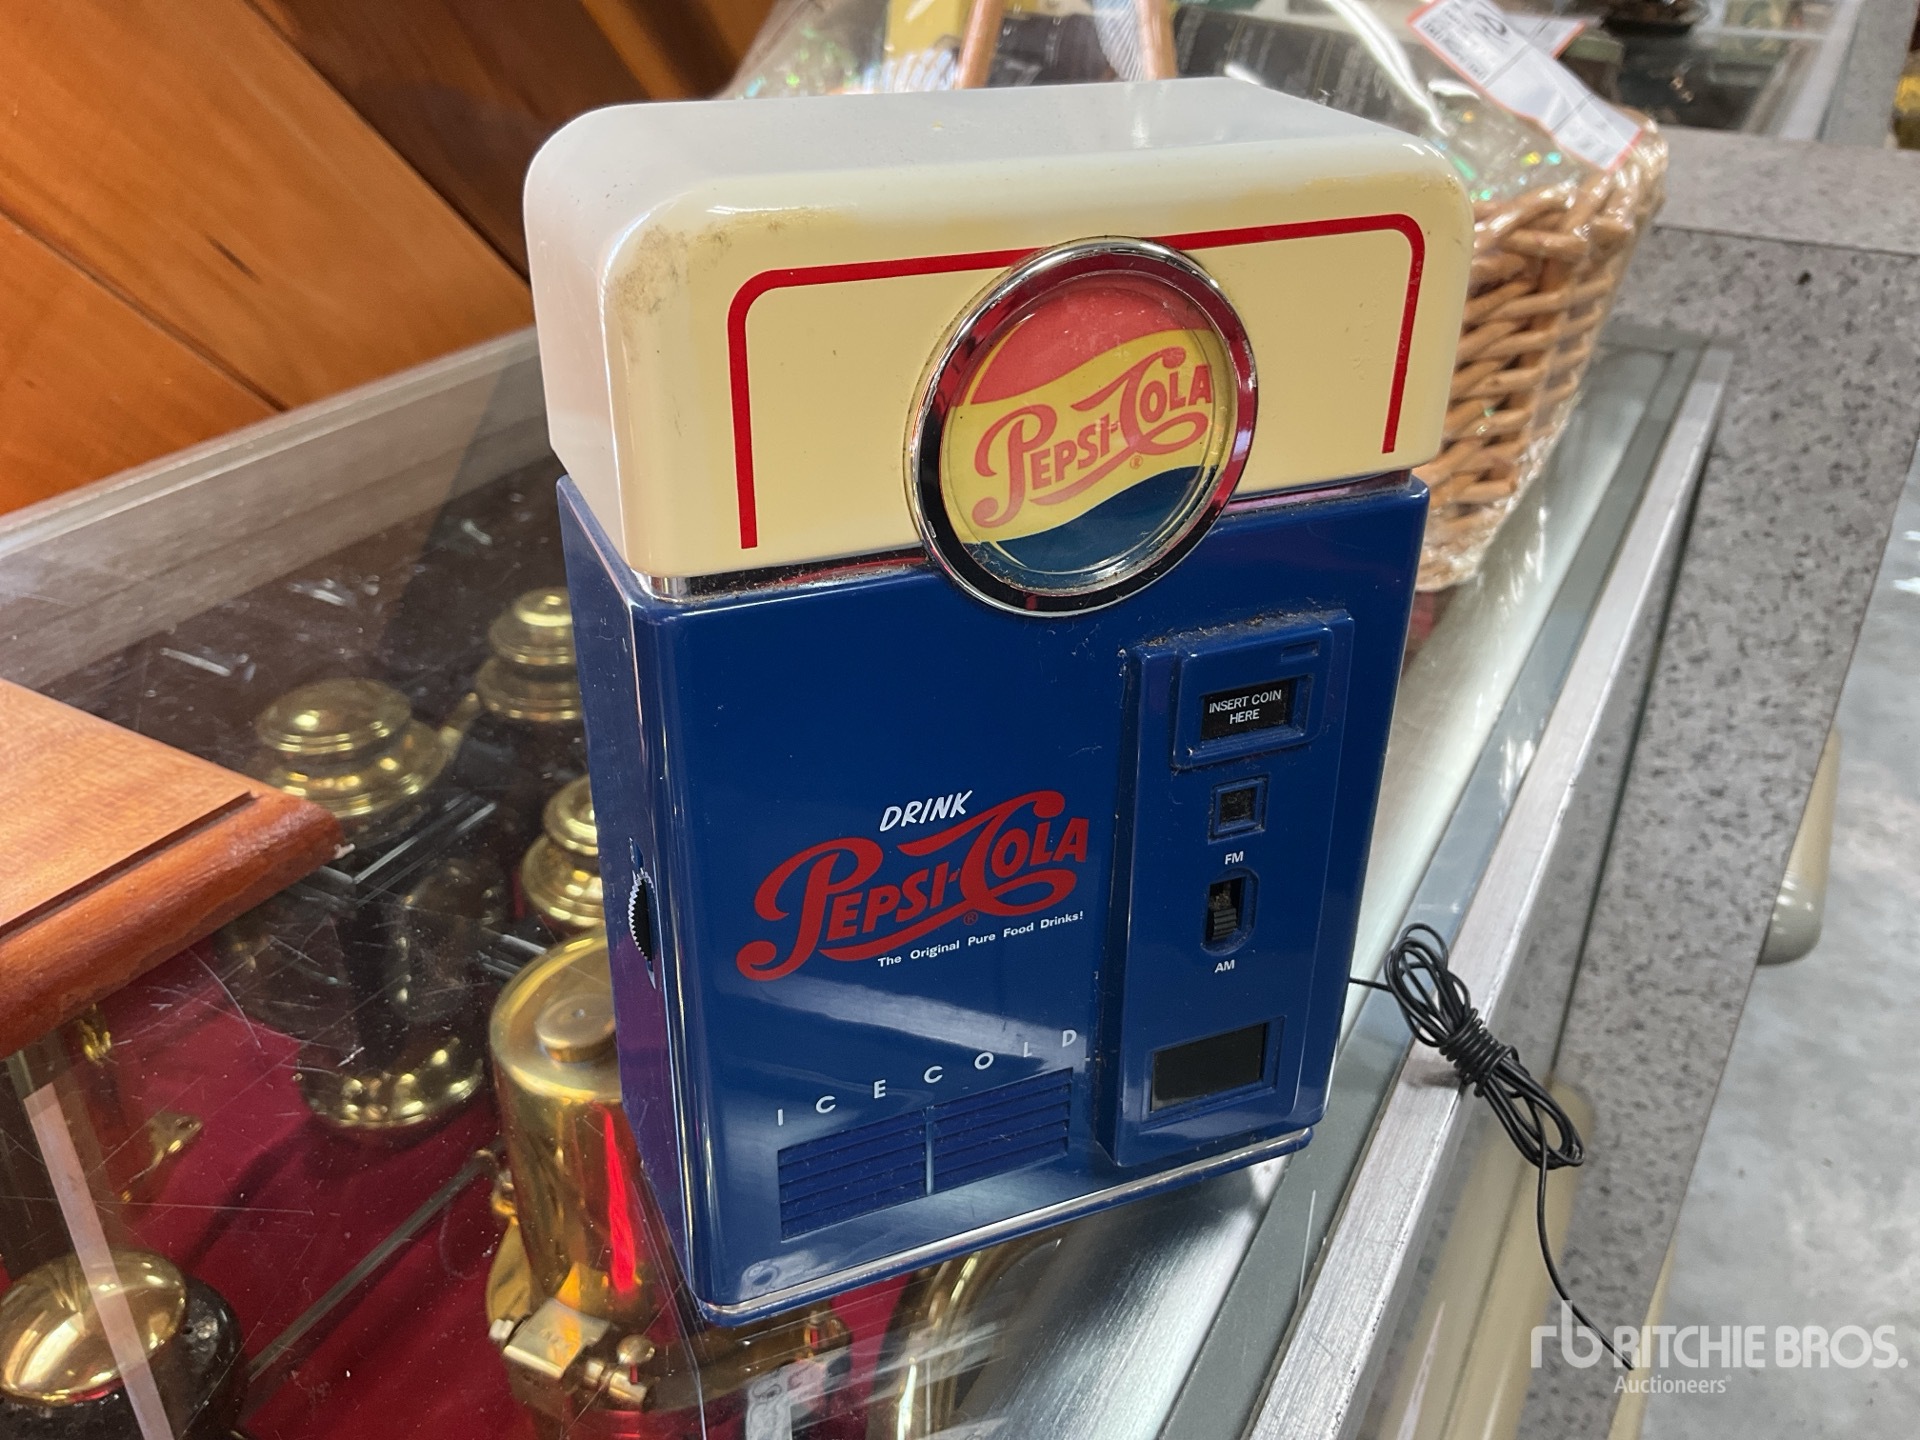 PEPSI-COLA
®
INSERT COIN
HERE
DRINK
PEPSI-COLA
®
The Original Pure Food Drinks!
FM
AM
ICE COLD
rb RITCHIE BROS.
Auctioneers